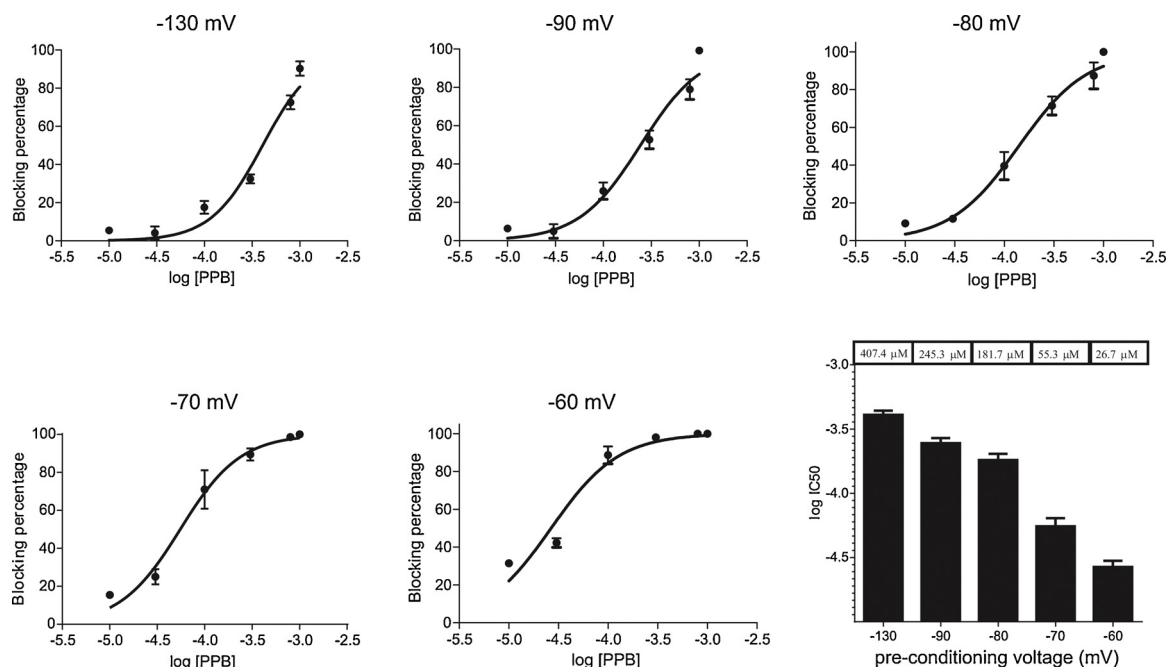 -130 mV
100
80
60
40
20
0
Blocking percentage
-5.5 -5.0 -4.5 -4.0 -3.5 -3.0 -2.5
log [PPB]
-90 mV
100
80
60
40
20
0
Blocking percentage
-5.5 -5.0 -4.5 -4.0 -3.5 -3.0 -2.5
log [PPB]
-80 mV
100
80
60
40
20
0
Blocking percentage
-5.5 -5.0 -4.5 -4.0 -3.5 -3.0 -2.5
log [PPB]
-70 mV
100
80
60
40
20
0
Blocking percentage
-5.5 -5.0 -4.5 -4.0 -3.5 -3.0 -2.5
log [PPB]
-60 mV
100
80
60
40
20
0
Blocking percentage
-5.5 -5.0 -4.5 -4.0 -3.5 -3.0 -2.5
log [PPB]
407.4 µM 245.3 µM 181.7 µM 55.3 µM 26.7 µM
-3.0
-3.5
-4.0
-4.5
log IC50
-130 -90 -80 -70 -60
pre-conditioning voltage (mV)